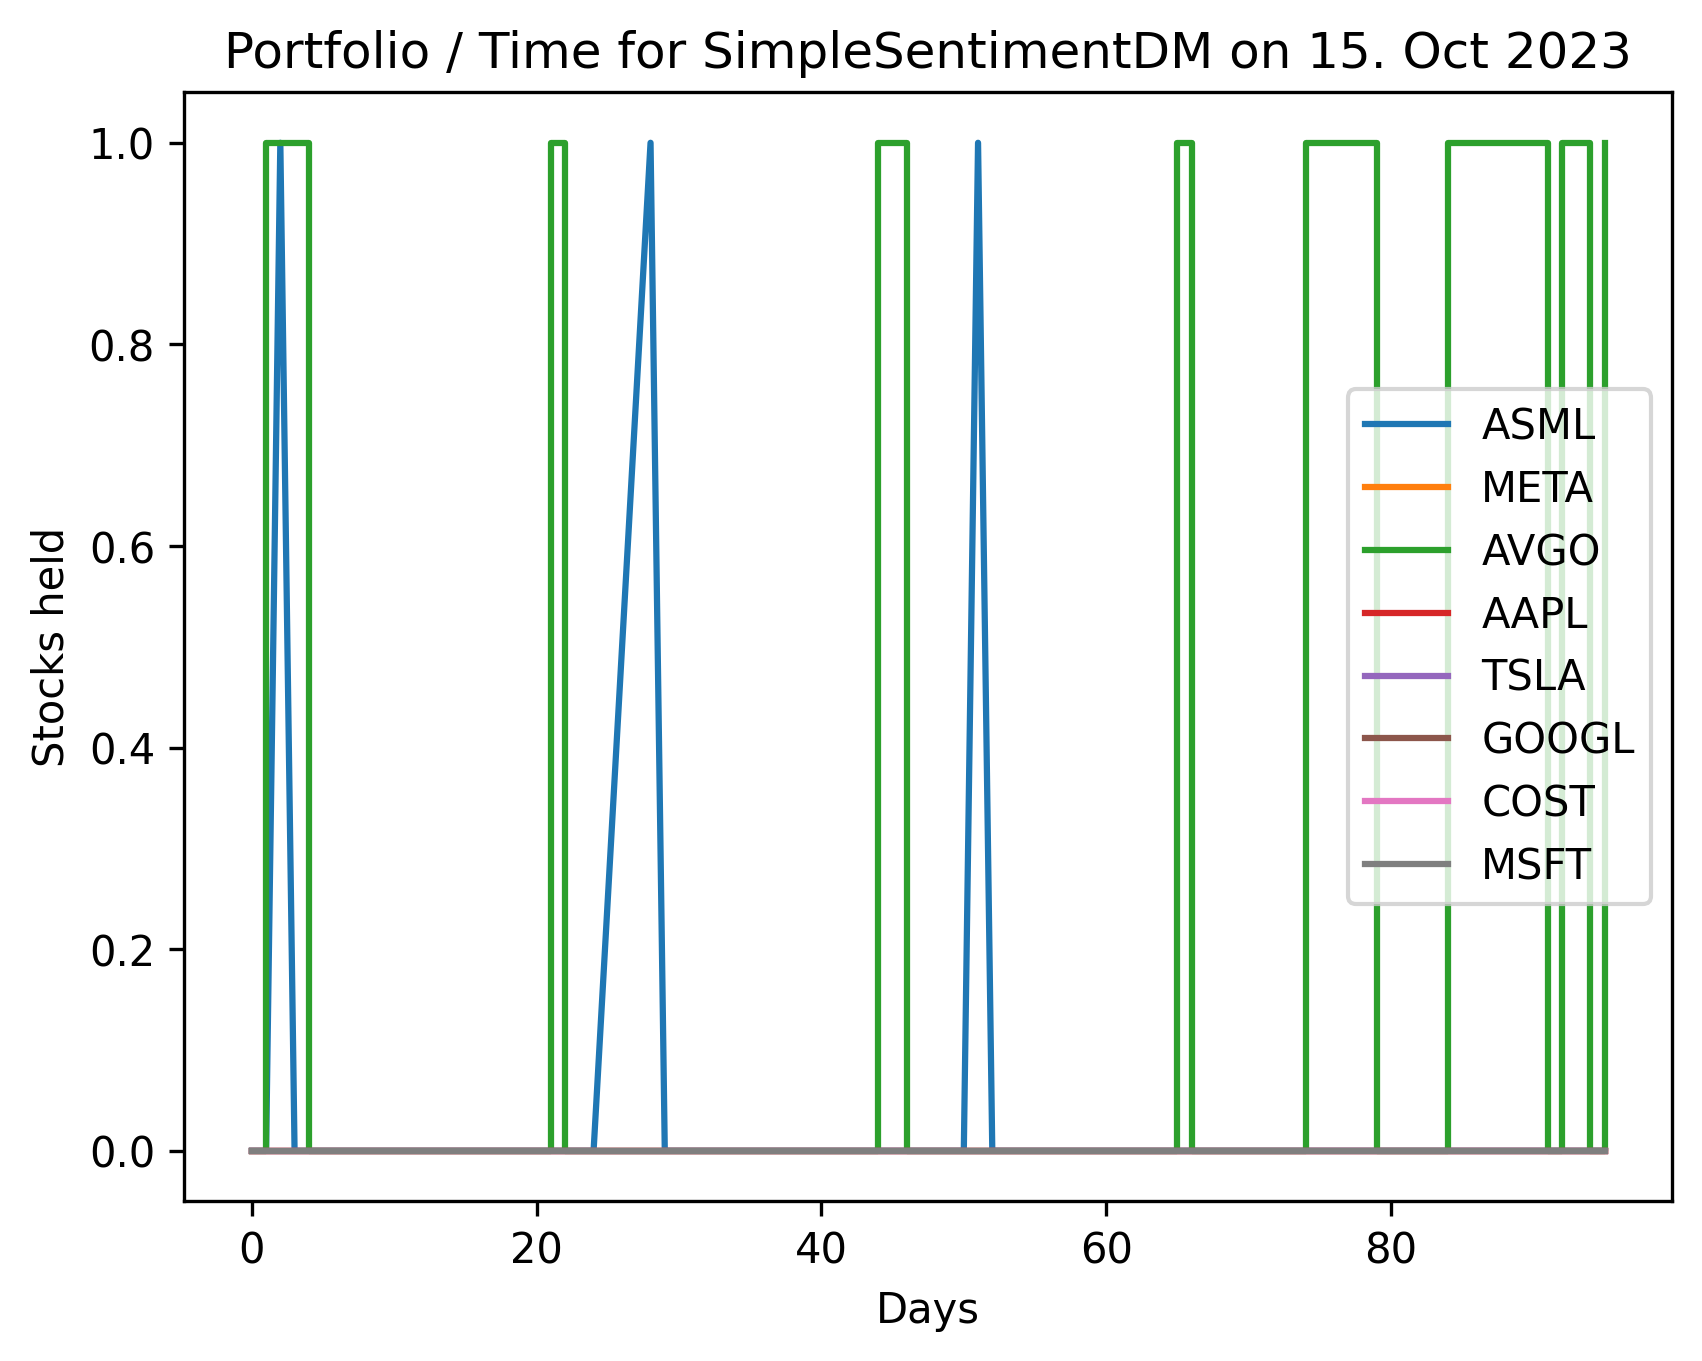 Portfolio / Time for SimpleSentimentDM on 15. Oct 2023
1.0
0.8
0.6
0.4
0.2
0.0
Stocks held
ASML
META
AVGO
AAPL
TSLA
GOOGL
COST
MSFT
0 20 40 60 80
Days